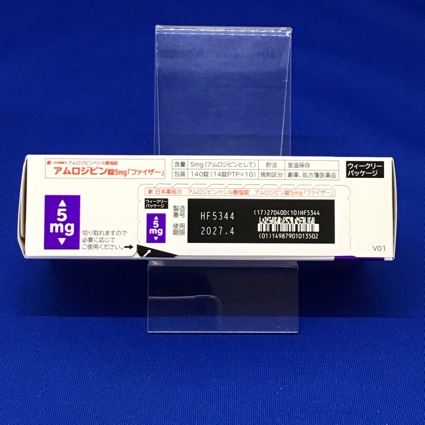 日本薬局方 アムロジピンベシル酸塩錠
アムロジピン錠5mg「ファイザー」
含量 5mg(アムロジピンとして) 貯法 室温保存
包装 140錠(14錠PTP×10) 規制区分 劇薬、処方箋医薬品
ウィークリー
パッケージ
日本薬局方 アムロジピンベシル酸塩錠 アムロジピン錠5mg「ファイザー」
5
mg
切り取れますので
必要に応じて
ご使用ください。
ウィークリー
パッケージ
5
mg
製造
番号
HF5344
使用
期限
2027.4
(17)270400(10)HF5344
(01)14987901013502
V01